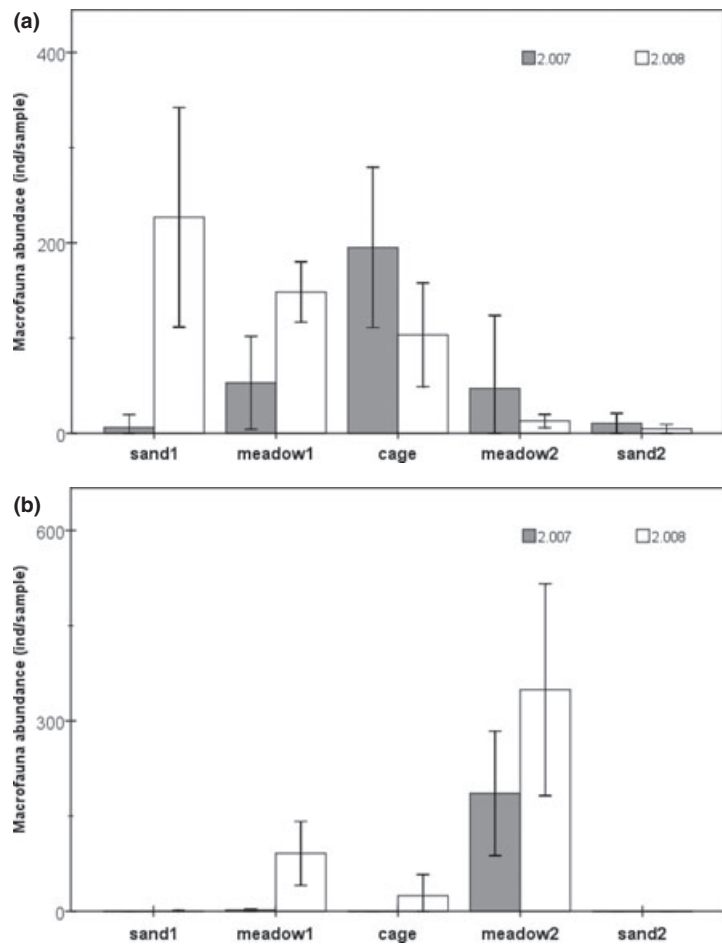 (a)
Macrofauna abundace (ind/sample)
400
200
0
2.007 2.008
sand1 meadow1 cage meadow2 sand2
(b)
Macrofauna abundance (ind/sample)
600
300
0
2.007 2.008
sand1 meadow1 cage meadow2 sand2